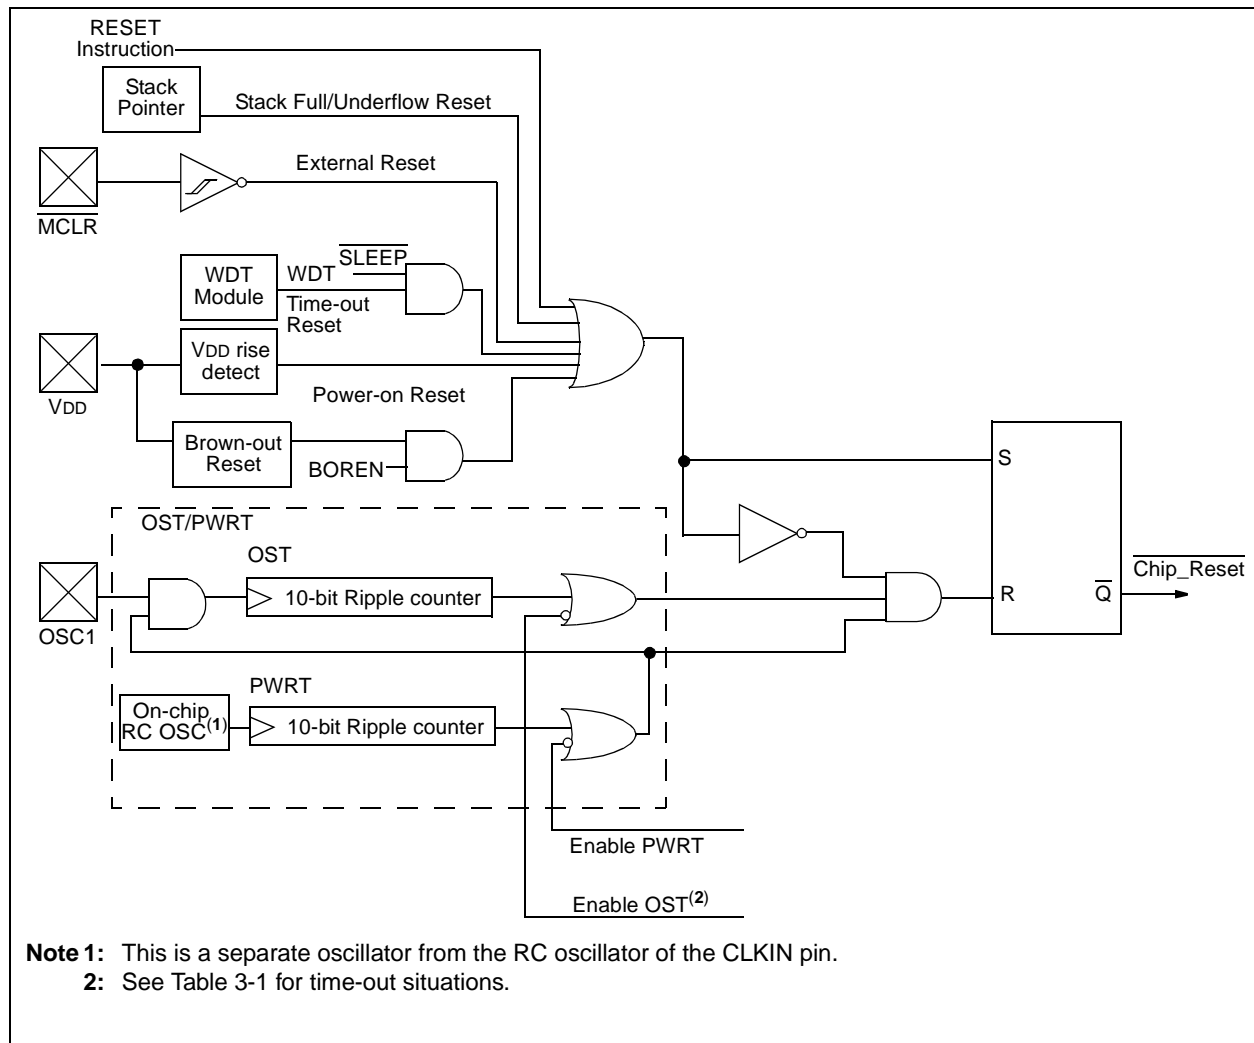 RESET
Instruction
Stack
Pointer
Stack Full/Underflow Reset
External Reset
MCLR
SLEEP
WDT
Module
WDT
Time-out
Reset
VDD rise
detect
VDD
Power-on Reset
Brown-out
Reset
BOREN
S
OST/PWRT
OST
10-bit Ripple counter
OSC1
Chip_Reset
R
Q
PWRT
On-chip
RC OSC(1)
10-bit Ripple counter
Enable PWRT
Enable OST(2)
Note 1: This is a separate oscillator from the RC oscillator of the CLKIN pin.
2: See Table 3-1 for time-out situations.